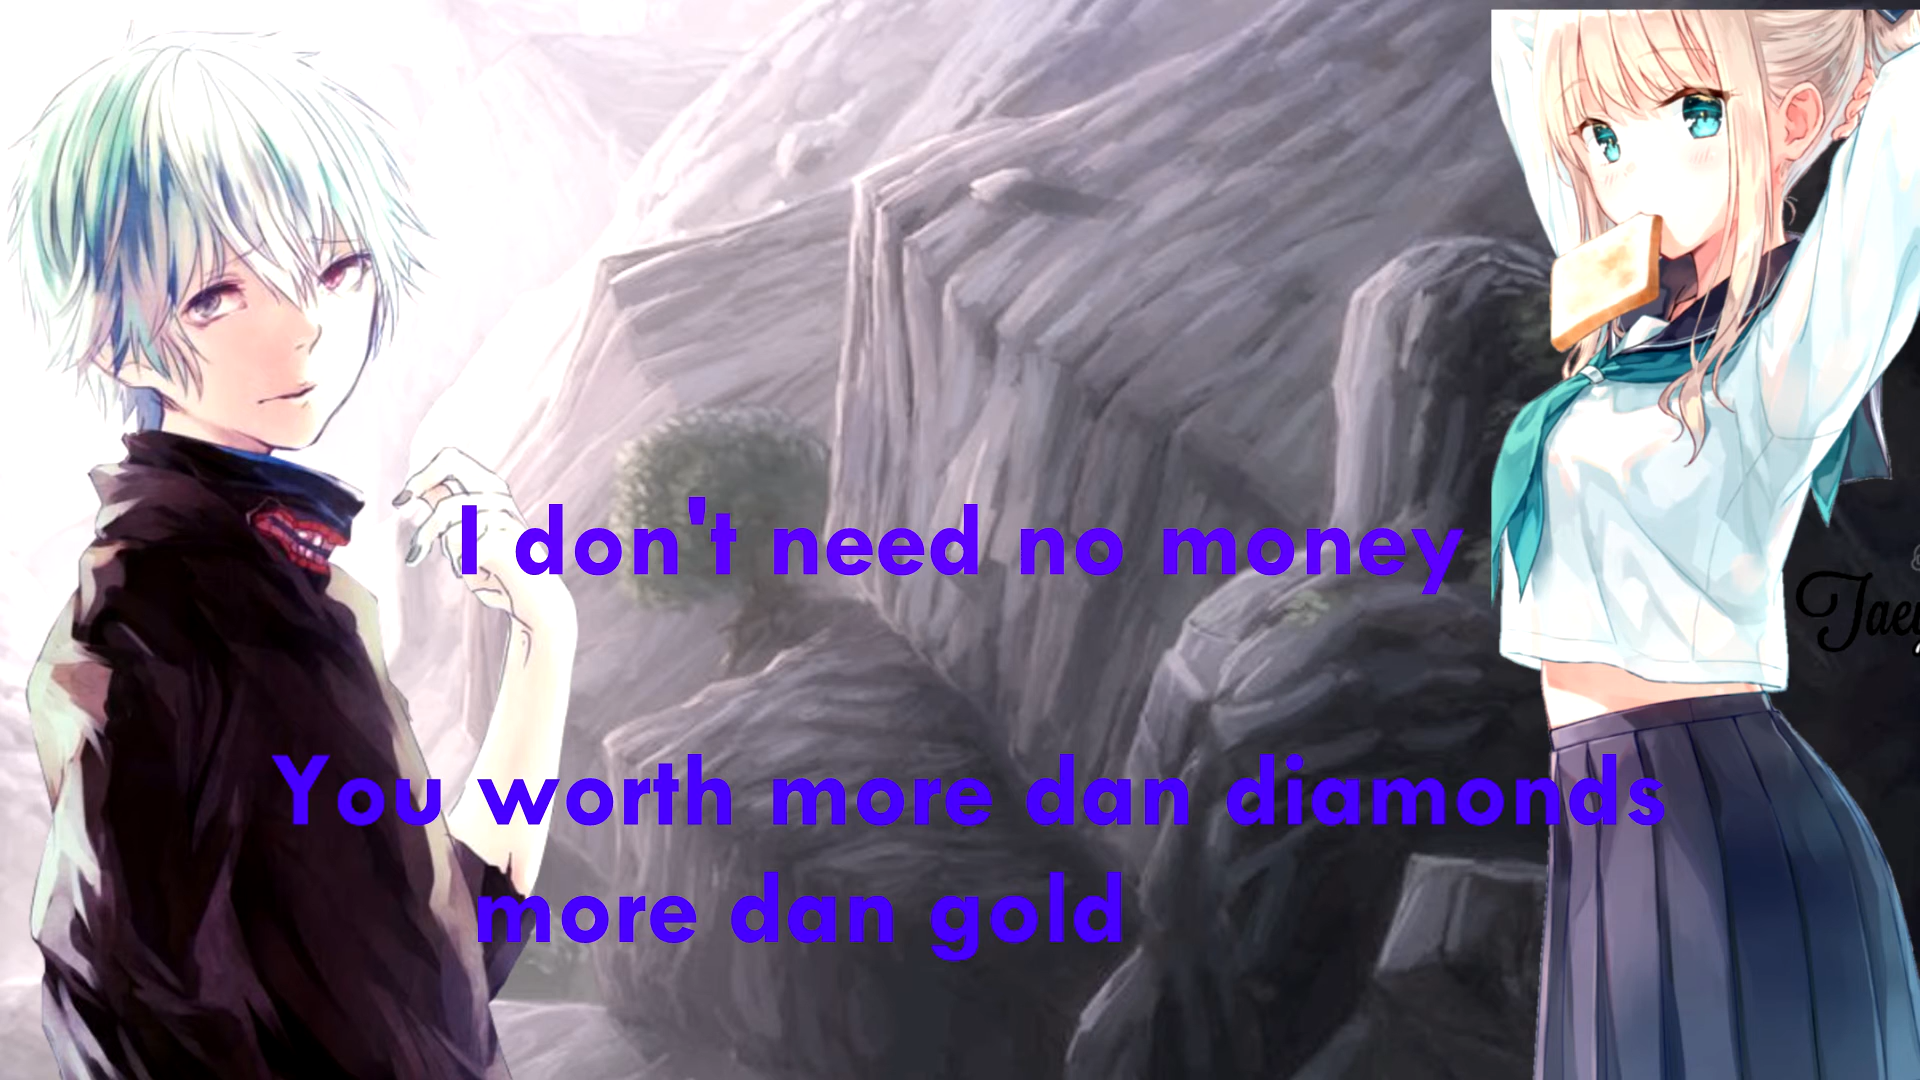 I don't need no money
You worth more dan diamonds
more dan gold